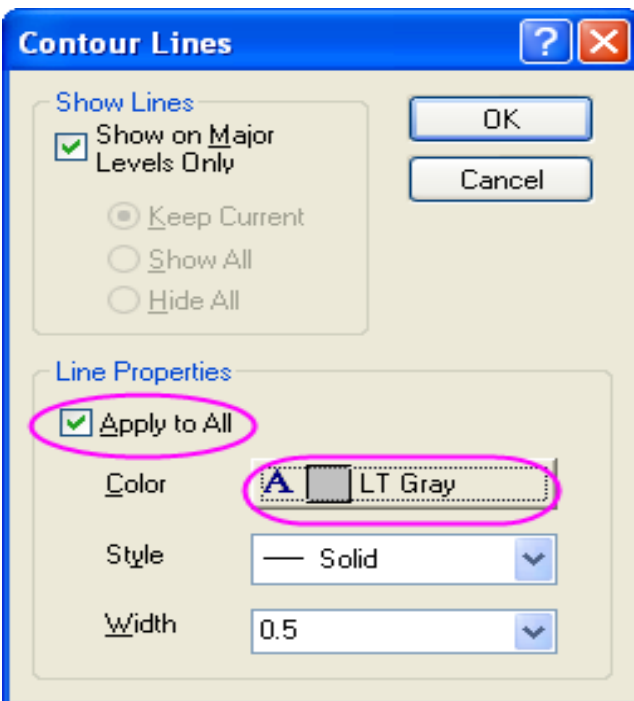 Contour Lines
?
Show Lines
Show on Major
Levels Only
Keep Current
Show All
Hide All
OK
Cancel
Line Properties
Apply to All
Color
A LT Gray
Style
Solid
Width
0.5